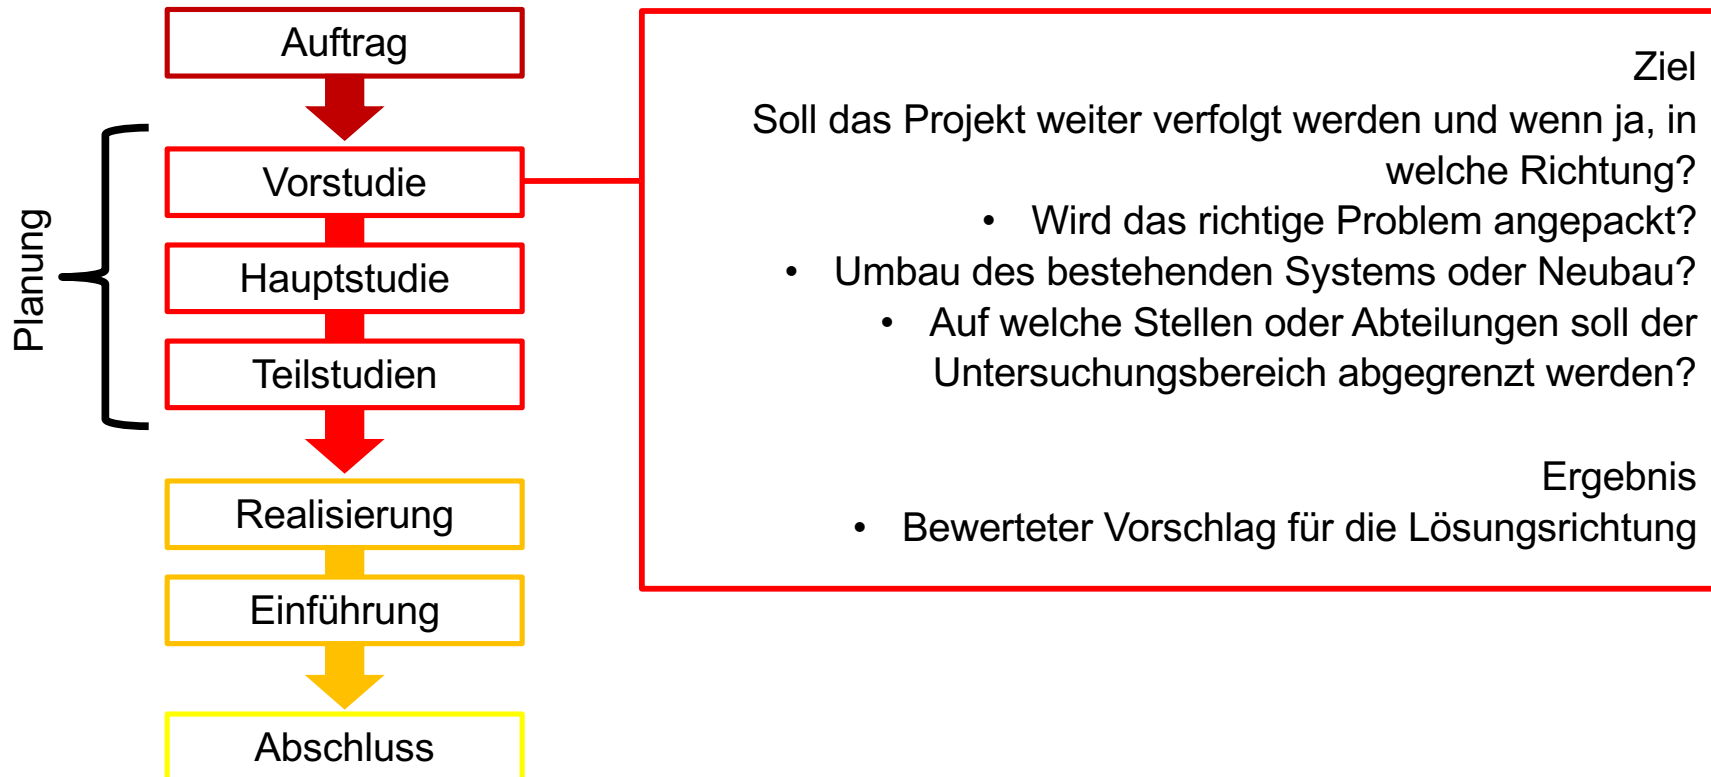 Auftrag
Planung
Vorstudie
Hauptstudie
Teilstudien
Realisierung
Einführung
Abschluss
Ziel
Soll das Projekt weiter verfolgt werden und wenn ja, in
welche Richtung?
• Wird das richtige Problem angepackt?
• Umbau des bestehenden Systems oder Neubau?
• Auf welche Stellen oder Abteilungen soll der
Untersuchungsbereich abgegrenzt werden?
Ergebnis
• Bewerteter Vorschlag für die Lösungsrichtung